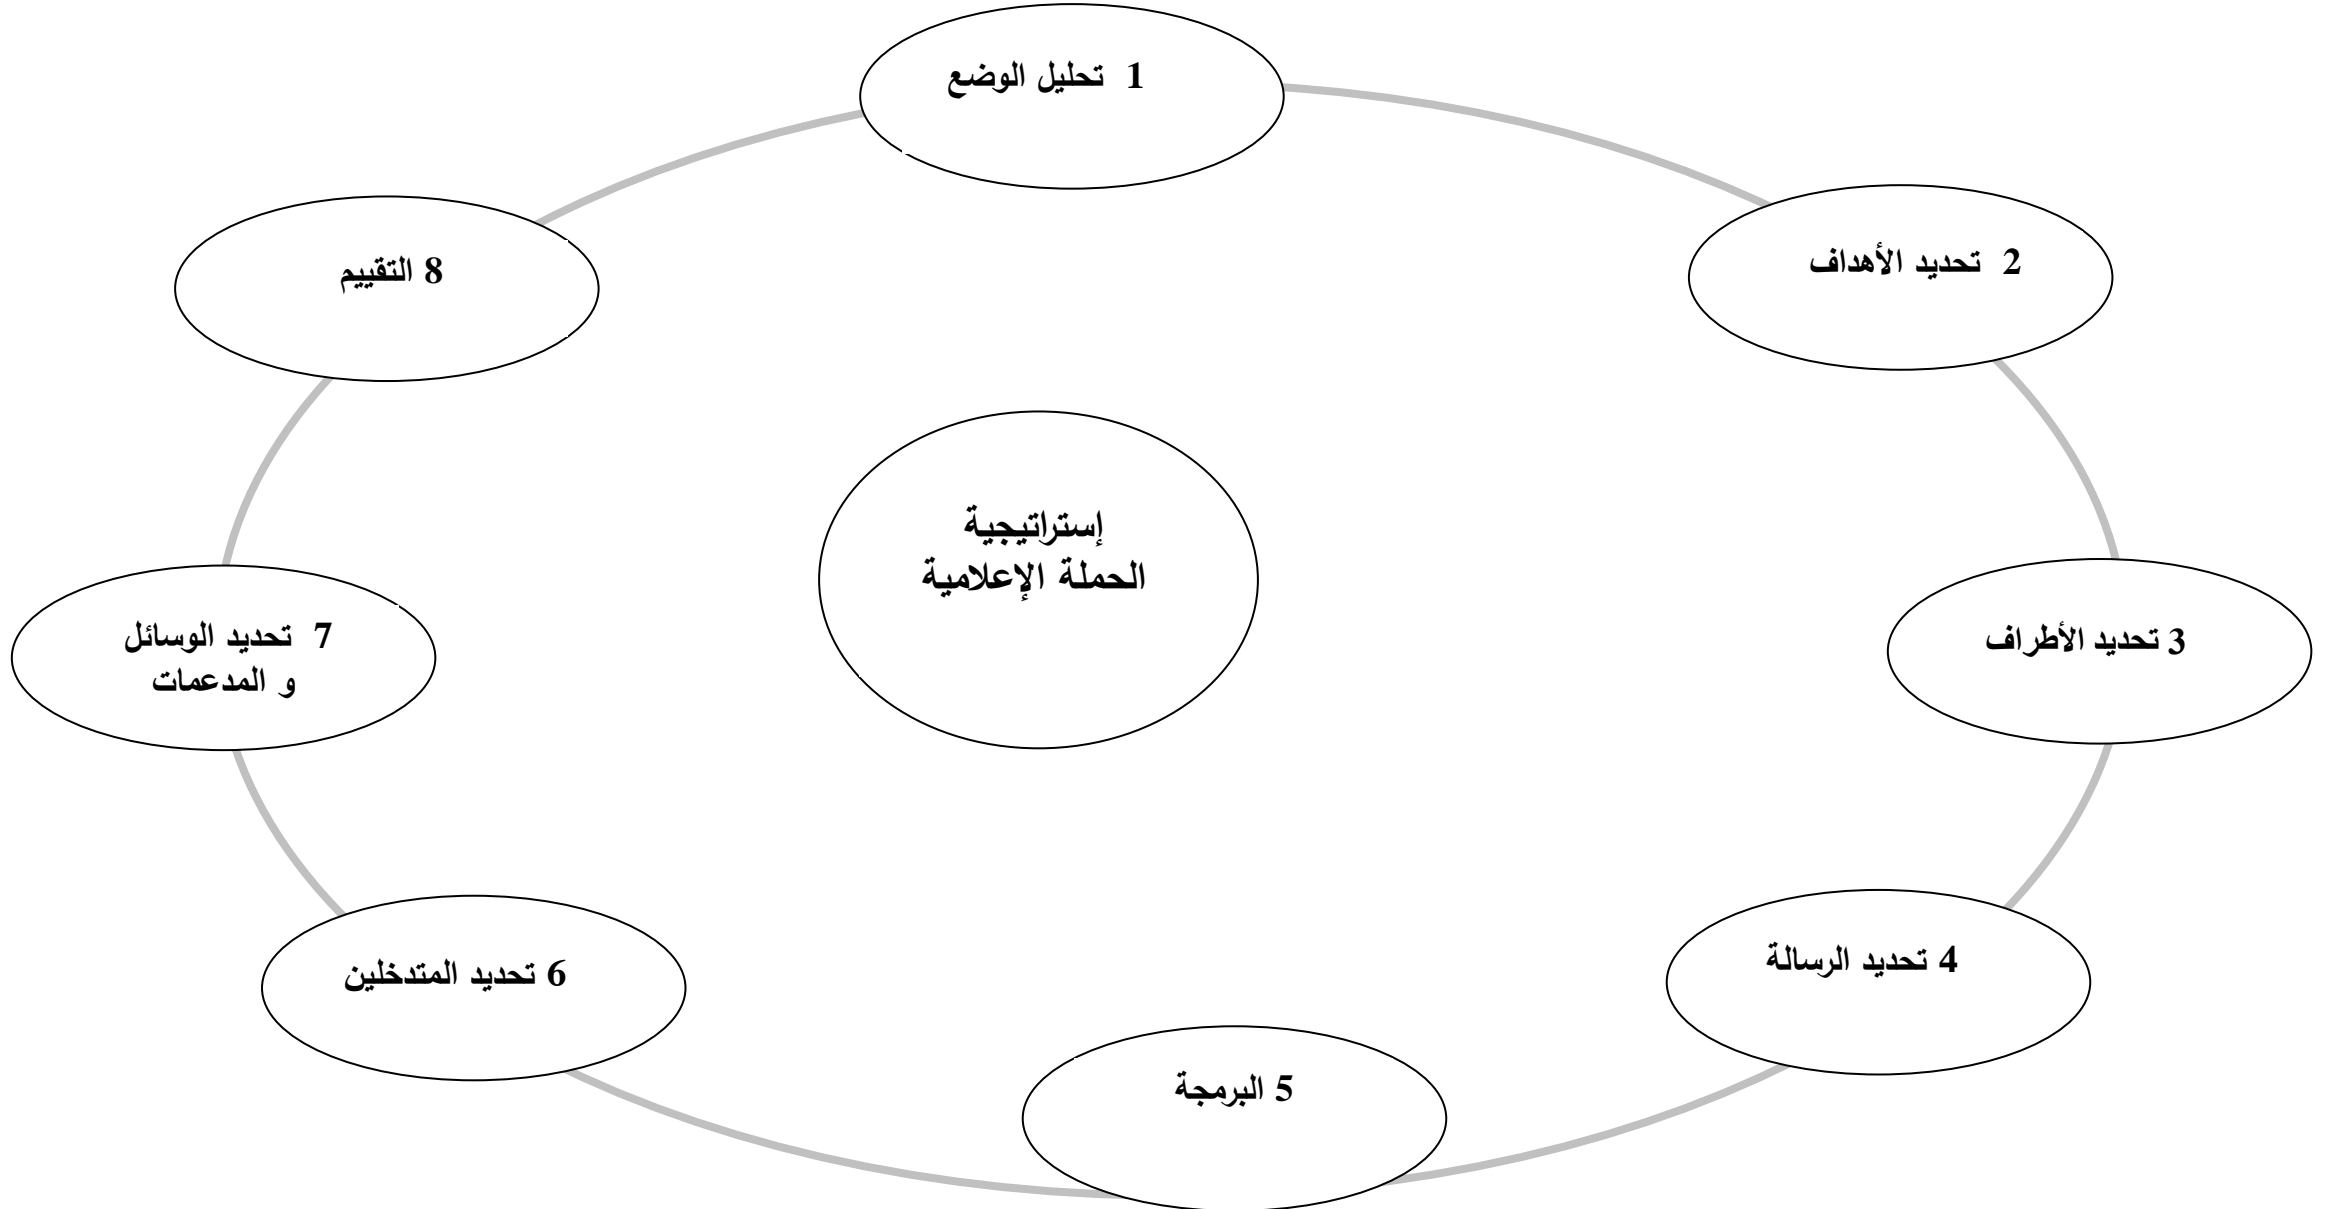 1 تحليل الوضع
2 تحديد الأهداف
3 تحديد الأطراف
4 تحديد الرسالة
5 البرمجة
6 تحديد المتدخلين
7 تحديد الوسائل
و المدعمات
8 التقييم
إستراتيجية
الحملة الإعلامية